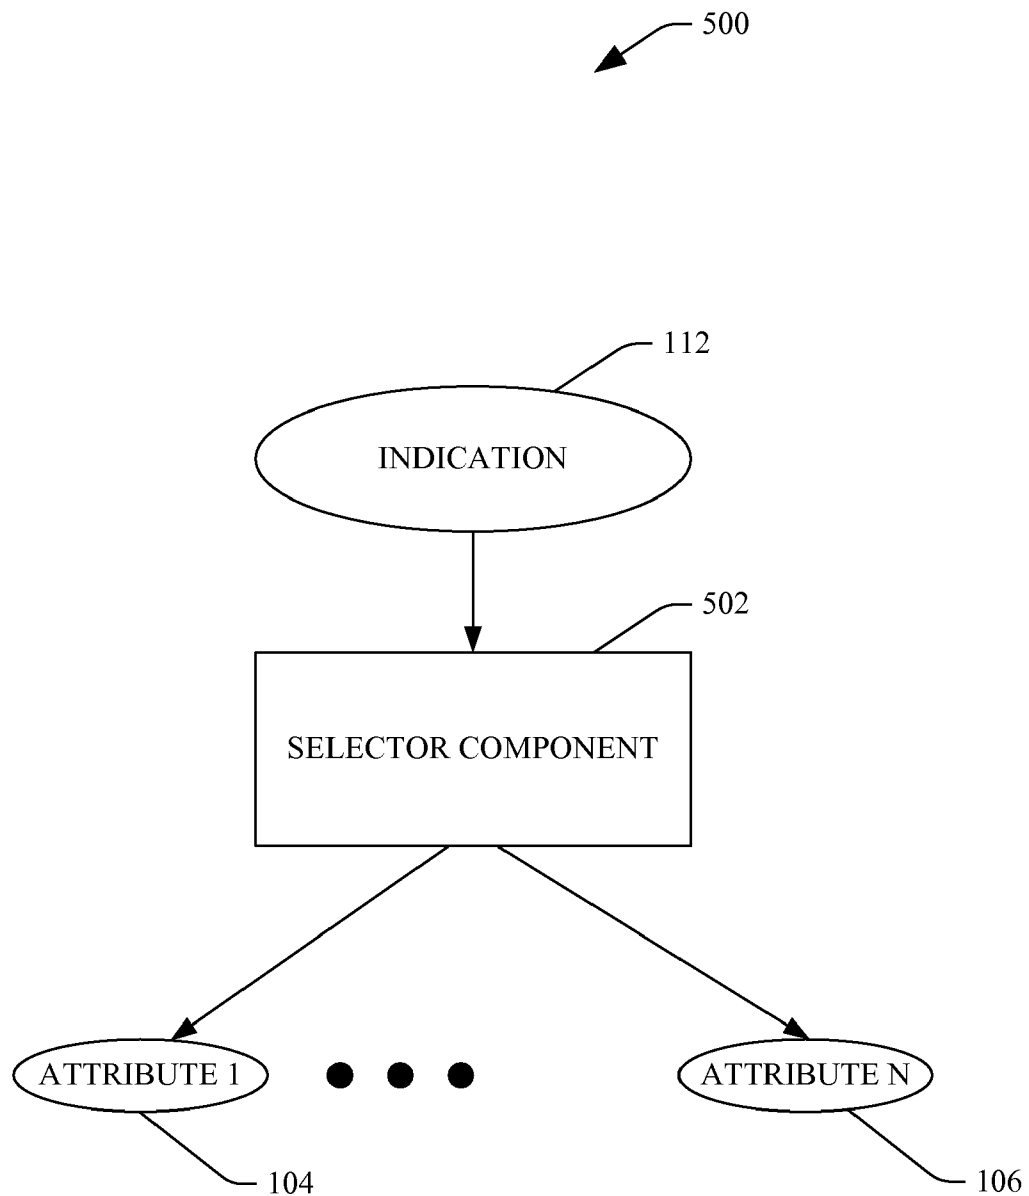 500
112
INDICATION
502
SELECTOR COMPONENT
ATTRIBUTE 1
ATTRIBUTE N
104
106